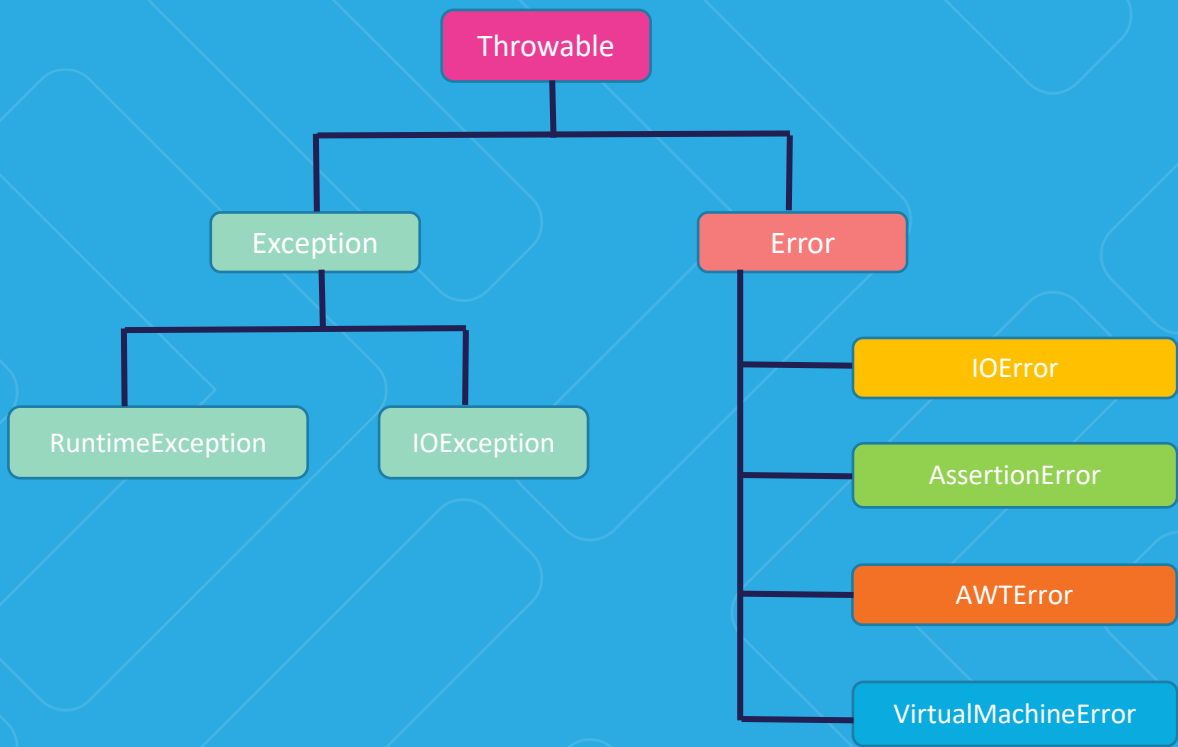 Throwable
Exception
Error
IOError
RuntimeException
IOException
AssertionError
AWTError
VirtualMachineError